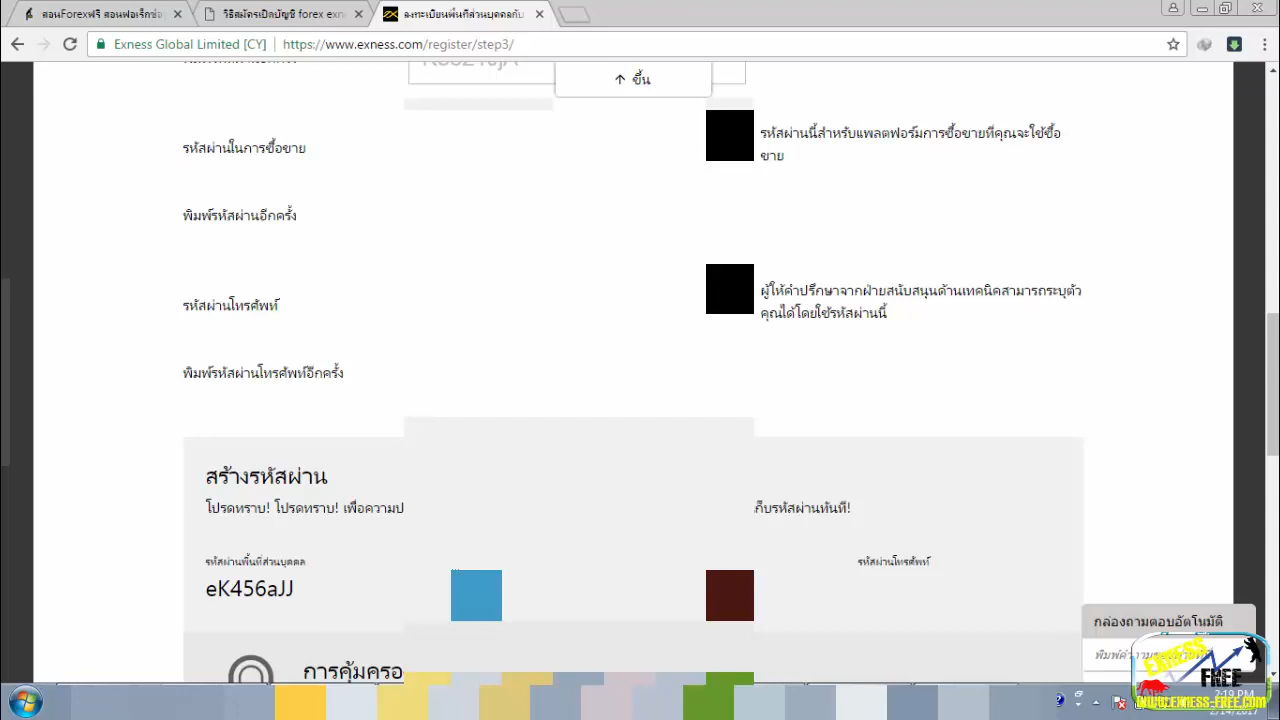 สอนForexฟรี สอนฟอเร็กซ์ข
วิธีสมัครเปิดบัญชี forex exn
ลงทะเบียนพื้นที่ส่วนบุคคลกับ
Exness Global Limited [CY]
https://www.exness.com/register/step3/
ขึ้น
รหัสผ่านในการซื้อขาย
รหัสผ่านนี้สำหรับแพลตฟอร์มการซื้อขายที่คุณจะใช้ซื้อ
ขาย
พิมพ์รหัสผ่านอีกครั้ง
รหัสผ่านโทรศัพท์
ผู้ให้คำปรึกษาจากฝ่ายสนับสนุนด้านเทคนิคสามารถระบุตัว
คุณได้โดยใช้รหัสผ่านนี้
พิมพ์รหัสผ่านโทรศัพท์อีกครั้ง
สร้างรหัสผ่าน
โปรดทราบ! โปรดทราบ! เพื่อความป
ก็บรหัสผ่านทันที!
รหัสผ่านพื้นที่ส่วนบุคคล
รหัสผ่านโทรศัพท์
eK456aJJ
กล่องถามตอบอัตโนมัติ
การคุ้มครอ
EXNESS
FREE
2:19 PM
2/14/2017
WWW.EXNESS-FREE.COM